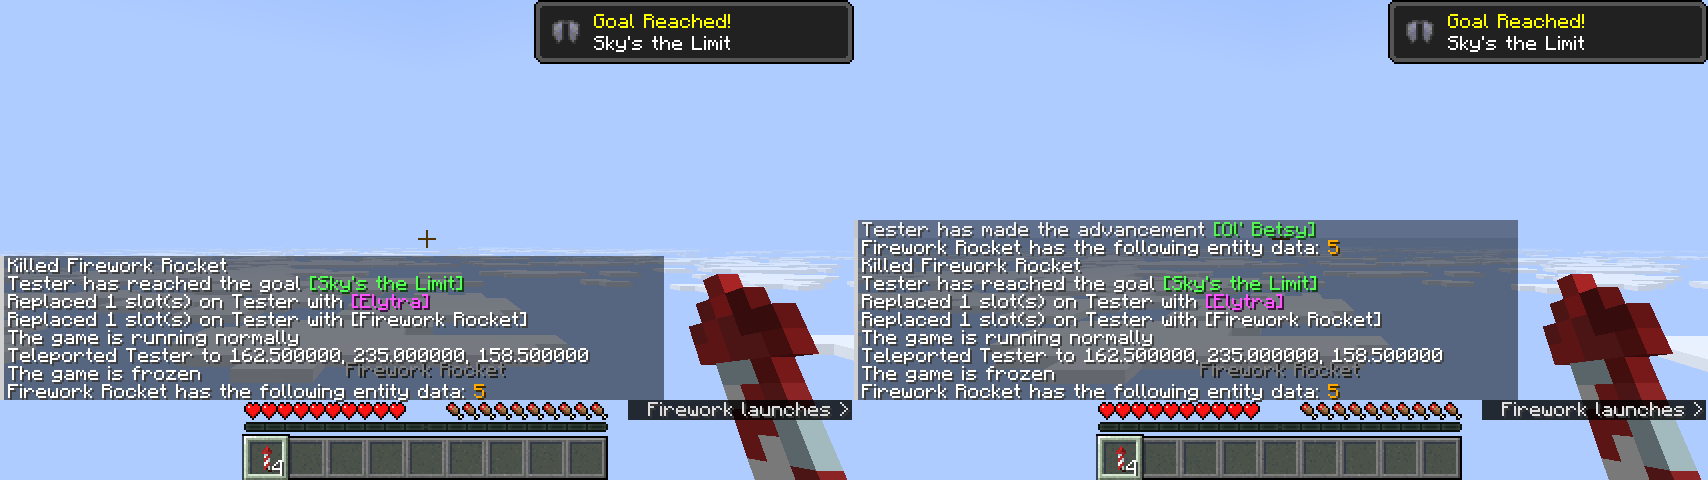 Goal Reached!
Sky's the Limit
Killed Firework Rocket
Tester has reached the goal [Sky's the Limit]
Replaced 1 slot(s) on Tester with [Elytra]
Replaced 1 slot(s) on Tester with [Firework Rocket]
The game is running normally
Teleported Tester to 162.500000, 235.000000, 158.500000
The game is frozen
Firework Rocket
Firework Rocket has the following entity data: 5
Firework launches >
4
Goal Reached!
Sky's the Limit
Tester has made the advancement [Ol' Betsy]
Firework Rocket has the following entity data: 5
Killed Firework Rocket
Tester has reached the goal [Sky's the Limit]
Replaced 1 slot(s) on Tester with [Elytra]
Replaced 1 slot(s) on Tester with [Firework Rocket]
The game is running normally
Teleported Tester to 162.500000, 235.000000, 158.500000
The game is frozen
Firework Rocket
Firework Rocket has the following entity data: 5
Firework launches >
4